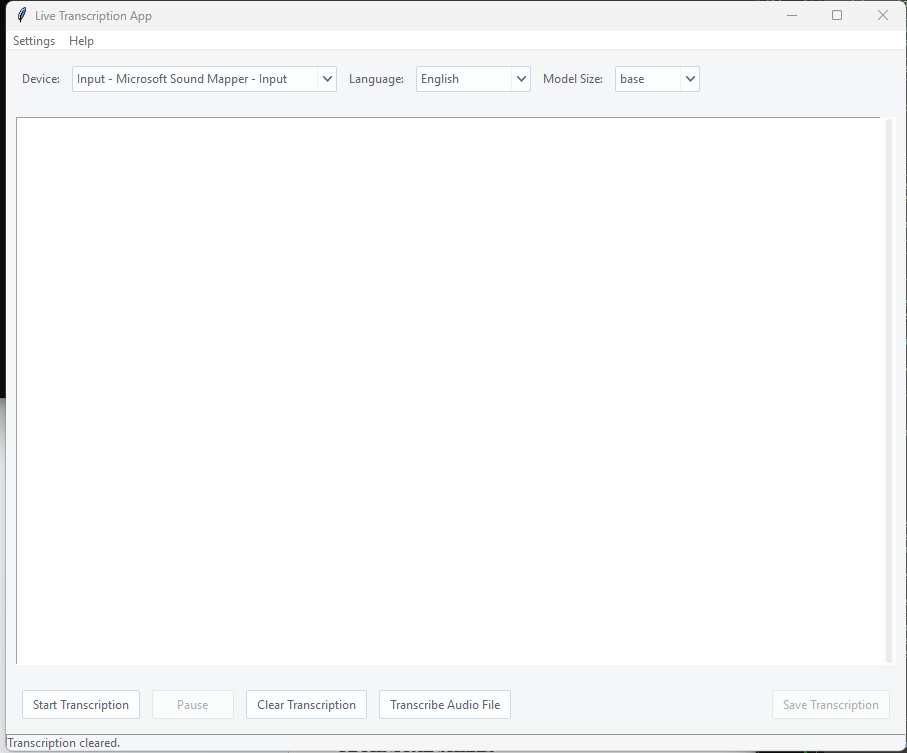 Live Transcription App
Settings Help
Device: Input - Microsoft Sound Mapper - Input Language: English Model Size: base
Start Transcription Pause Clear Transcription Transcribe Audio File Save Transcription
Transcription cleared.